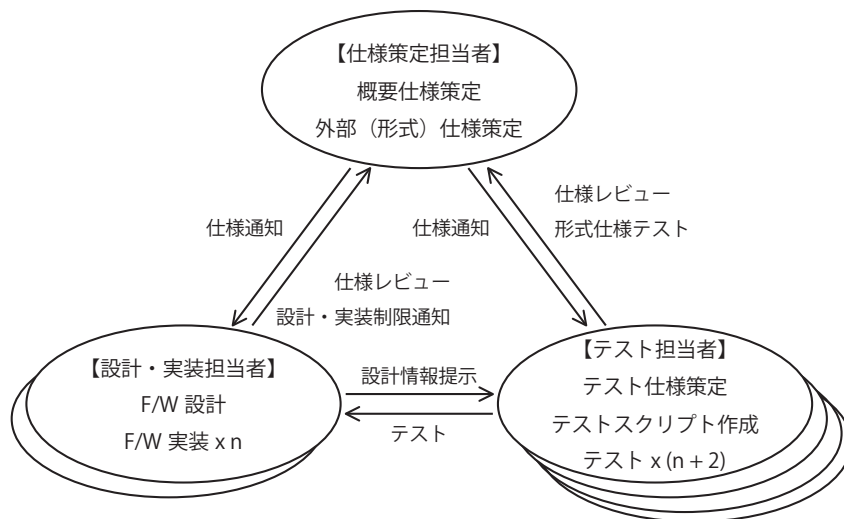 【仕様策定担当者】
概要仕様策定
外部（形式）仕様策定
仕様通知
仕様通知
仕様レビュー
形式仕様テスト
仕様レビュー
設計・実装制限通知
【設計・実装担当者】
F/W 設計
F/W 実装 x n
設計情報提示
テスト
【テスト担当者】
テスト仕様策定
テストスクリプト作成
テスト x (n + 2)